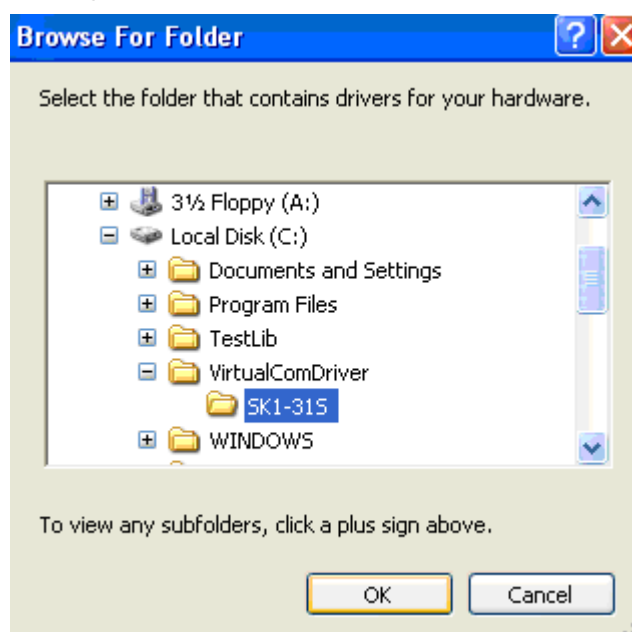 Browse For Folder
Select the folder that contains drivers for your hardware.
3½ Floppy (A:)
Local Disk (C:)
Documents and Settings
Program Files
TestLib
VirtualComDriver
SK1-31S
WINDOWS
To view any subfolders, click a plus sign above.
OK Cancel